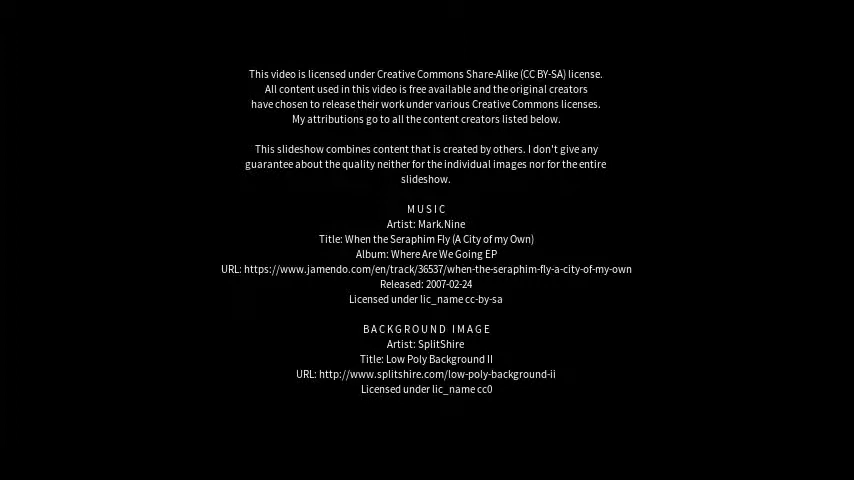 This video is licensed under Creative Commons Share-Alike (CC BY-SA) license.
All content used in this video is free available and the original creators
have chosen to release their work under various Creative Commons licenses.
My attributions go to all the content creators listed below.
This slideshow combines content that is created by others. I don't give any
guarantee about the quality neither for the individual images nor for the entire
slideshow.
MUSIC
Artist: Mark.Nine
Title: When the Seraphim Fly (A City of my Own)
Album: Where Are We Going EP
URL: https://www.jamendo.com/en/track/36537/when-the-seraphim-fly-a-city-of-my-own
Released: 2007-02-24
Licensed under lic_name cc-by-sa
BACKGROUND IMAGE
Artist: SplitShire
Title: Low Poly Background II
URL: http://www.splitshire.com/low-poly-background-ii
Licensed under lic_name cc0